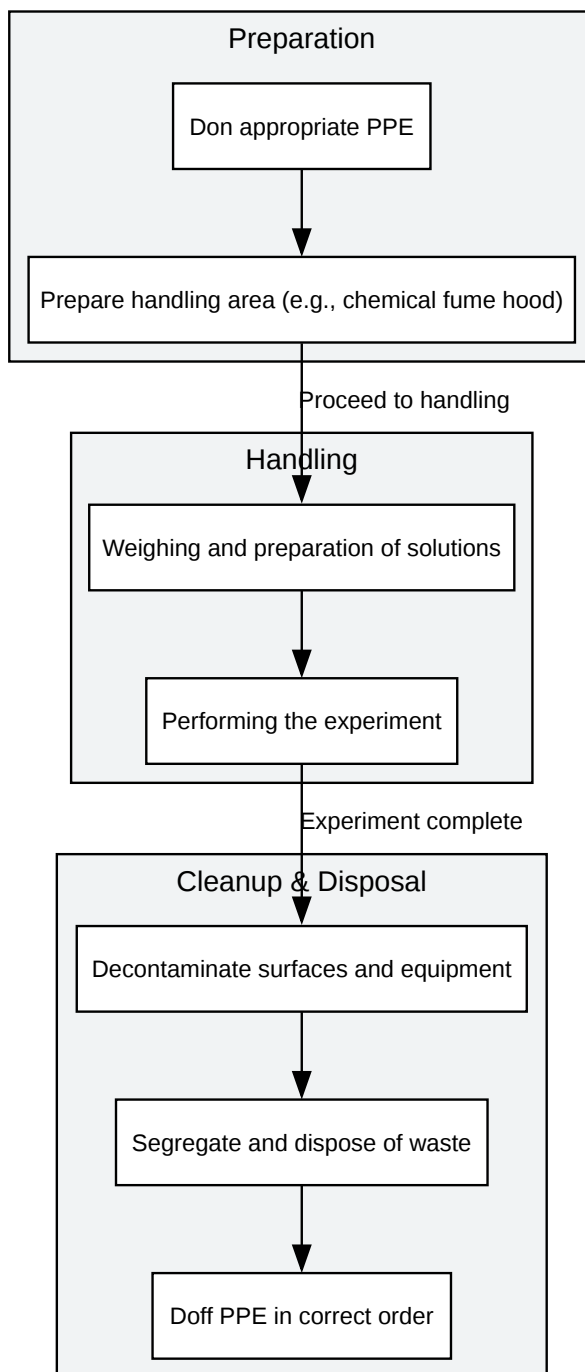 Preparation
Don appropriate PPE
Prepare handling area (e.g., chemical fume hood)
Proceed to handling
Handling
Weighing and preparation of solutions
Performing the experiment
Experiment complete
Cleanup & Disposal
Decontaminate surfaces and equipment
Segregate and dispose of waste
Doff PPE in correct order